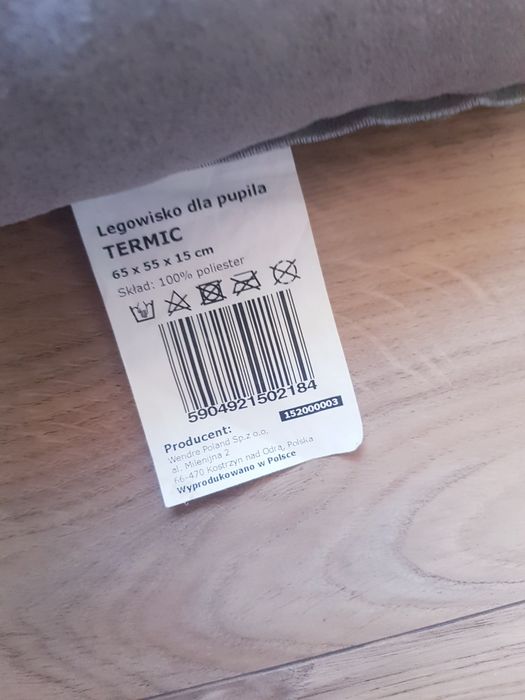 Legowisko dla pupila
TERMIC
65 x 55 x 15 cm
Skład: 100% poliester
5904921502184
152000003
Producent:
Wendre Poland Sp.z o.o.
al. Milenijna 2
66-470 Kostrzyn nad Odrą, Polska
Wyprodukowano w Polsce